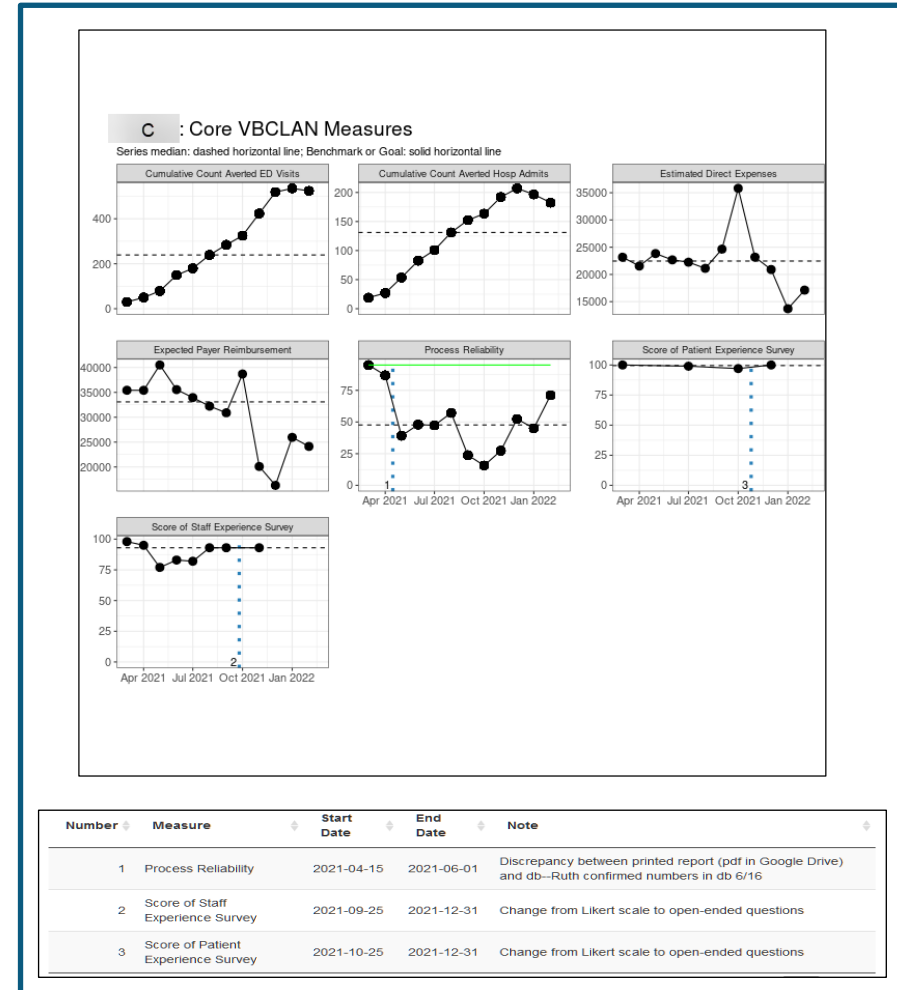 C : Core VBCLAN Measures
Series median: dashed horizontal line; Benchmark or Goal: solid horizontal line
Cumulative Count Averted ED Visits
400
200
0
Cumulative Count Averted Hosp Admits
200
150
100
50
0
Estimated Direct Expenses
35000
30000
25000
20000
15000
Expected Payer Reimbursement
40000
35000
30000
25000
20000
Process Reliability
75
50
25
0
1
Apr 2021 Jul 2021 Oct 2021 Jan 2022
Score of Patient Experience Survey
100
75
50
25
0
3
Apr 2021 Jul 2021 Oct 2021 Jan 2022
Score of Staff Experience Survey
100
75
50
25
0
2
Apr 2021 Jul 2021 Oct 2021 Jan 2022
Number Measure Start Date End Date Note
1 Process Reliability 2021-04-15 2021-06-01 Discrepancy between printed report (pdf in Google Drive)
and db--Ruth confirmed numbers in db 6/16
2 Score of Staff
Experience Survey 2021-09-25 2021-12-31 Change from Likert scale to open-ended questions
3 Score of Patient
Experience Survey 2021-10-25 2021-12-31 Change from Likert scale to open-ended questions